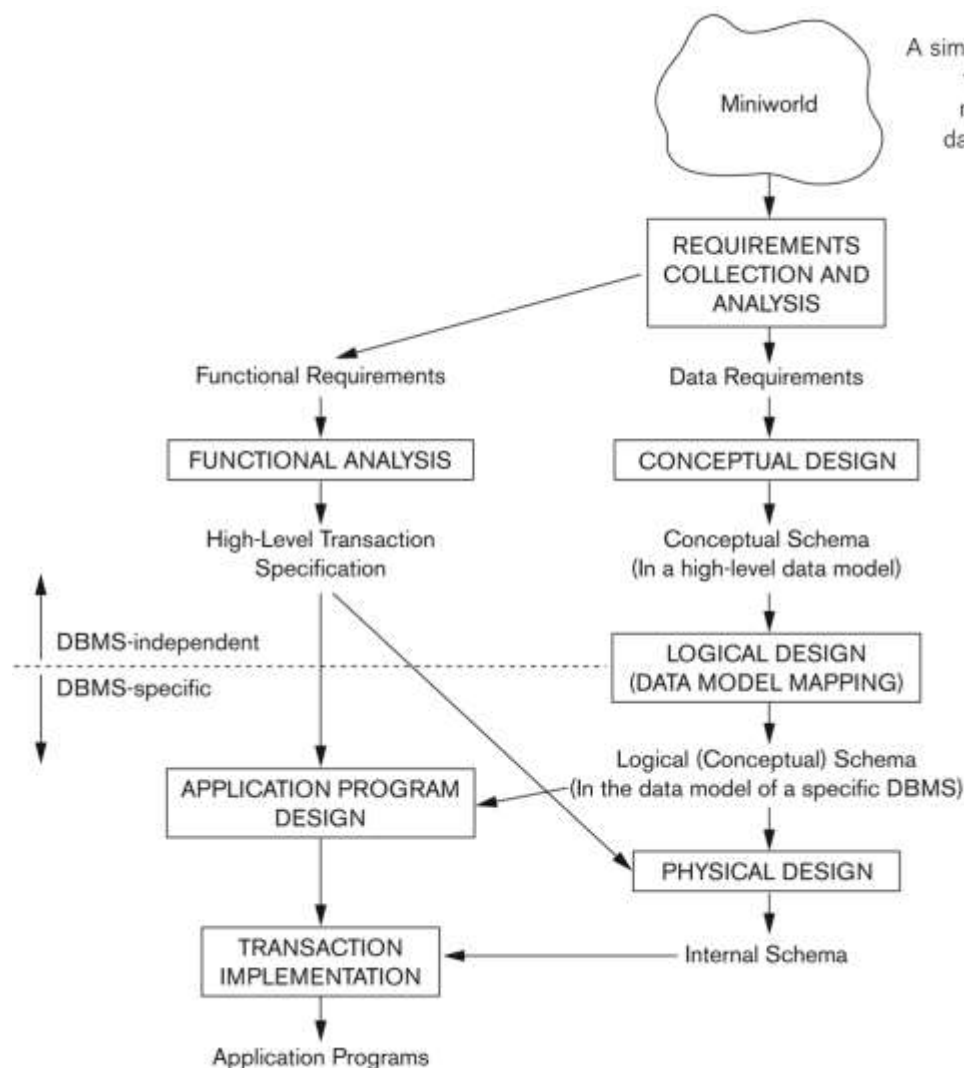 Miniworld
A sim
da
REQUIREMENTS
COLLECTION AND
ANALYSIS
Functional Requirements
Data Requirements
FUNCTIONAL ANALYSIS
CONCEPTUAL DESIGN
High-Level Transaction
Specification
Conceptual Schema
(In a high-level data model)
DBMS-independent
DBMS-specific
LOGICAL DESIGN
(DATA MODEL MAPPING)
Logical (Conceptual) Schema
(In the data model of a specific DBMS)
APPLICATION PROGRAM
DESIGN
PHYSICAL DESIGN
TRANSACTION
IMPLEMENTATION
Internal Schema
Application Programs